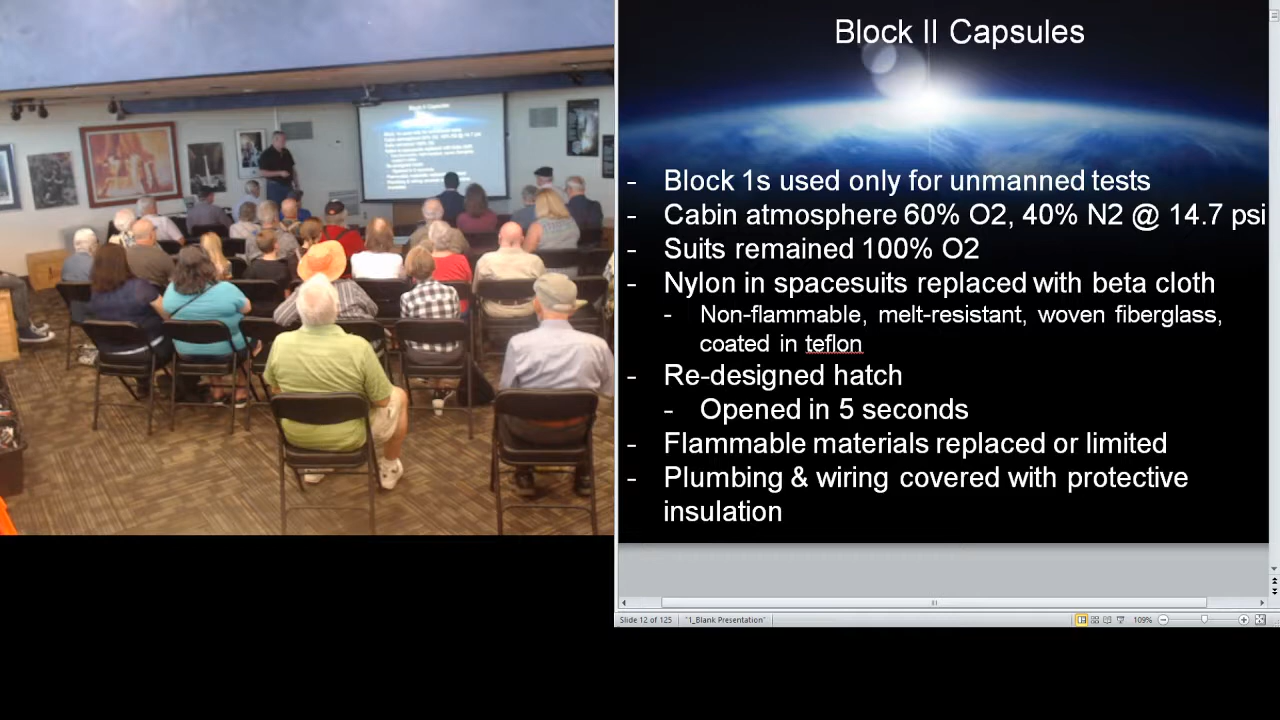 Block II Capsules
- Block 1s used only for unmanned tests
- Cabin atmosphere 60% O2, 40% N2 @ 14.7 psi
- Suits remained 100% O2
- Nylon in spacesuits replaced with beta cloth
- Non-flammable, melt-resistant, woven fiberglass,
coated in teflon
- Re-designed hatch
- Opened in 5 seconds
- Flammable materials replaced or limited
- Plumbing & wiring covered with protective
insulation
Slide 12 of 125 "1_Blank Presentation" 109%
Block II Capsules